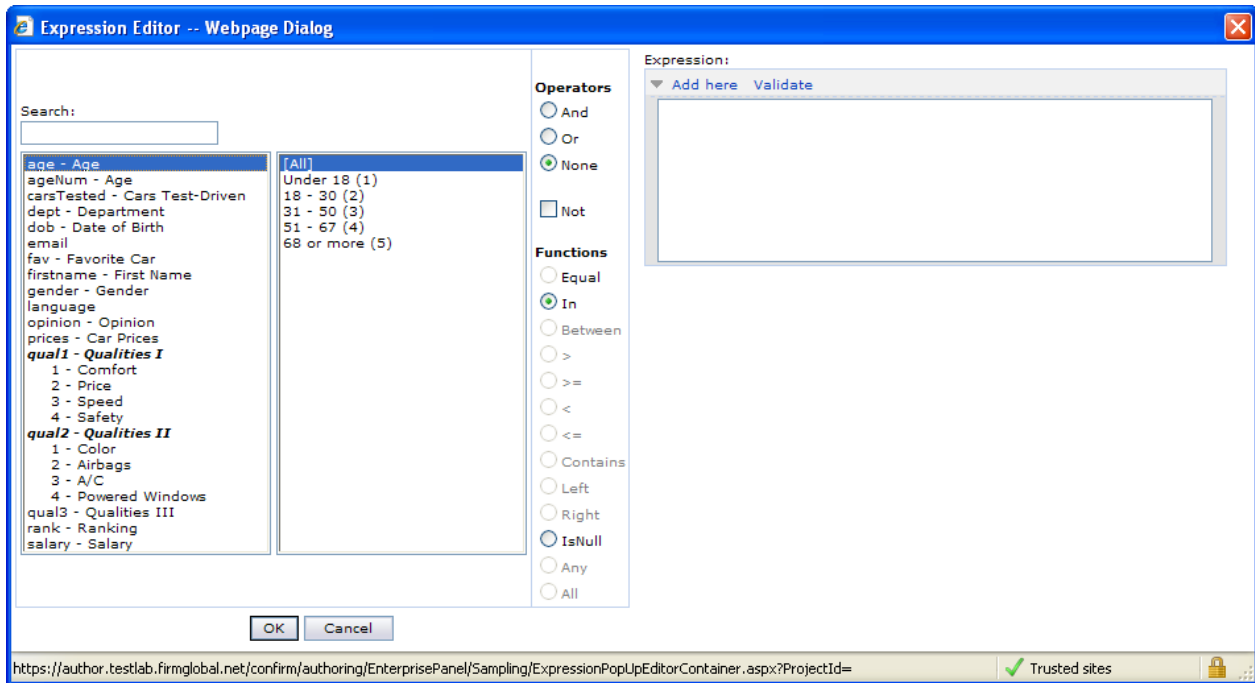 Expression Editor -- Webpage Dialog
Search:
age - Age
ageNum - Age
carsTested - Cars Test-Driven
dept - Department
dob - Date of Birth
email
fav - Favorite Car
firstname - First Name
gender - Gender
language
opinion - Opinion
prices - Car Prices
qual1 - Qualities I
1 - Comfort
2 - Price
3 - Speed
4 - Safety
qual2 - Qualities II
1 - Color
2 - Airbags
3 - A/C
4 - Powered Windows
qual3 - Qualities III
rank - Ranking
salary - Salary
[All]
Under 18 (1)
18 - 30 (2)
31 - 50 (3)
51 - 67 (4)
68 or more (5)
Operators
And
Or
None
Not
Functions
Equal
In
Between
>
>=
<
<=
Contains
Left
Right
IsNull
Any
All
Expression:
Add here Validate
OK Cancel
https://author.testlab.firmglobal.net/confirm/authoring/EnterprisePanel/Sampling/ExpressionPopUpEditorContainer.aspx?ProjectId= Trusted sites